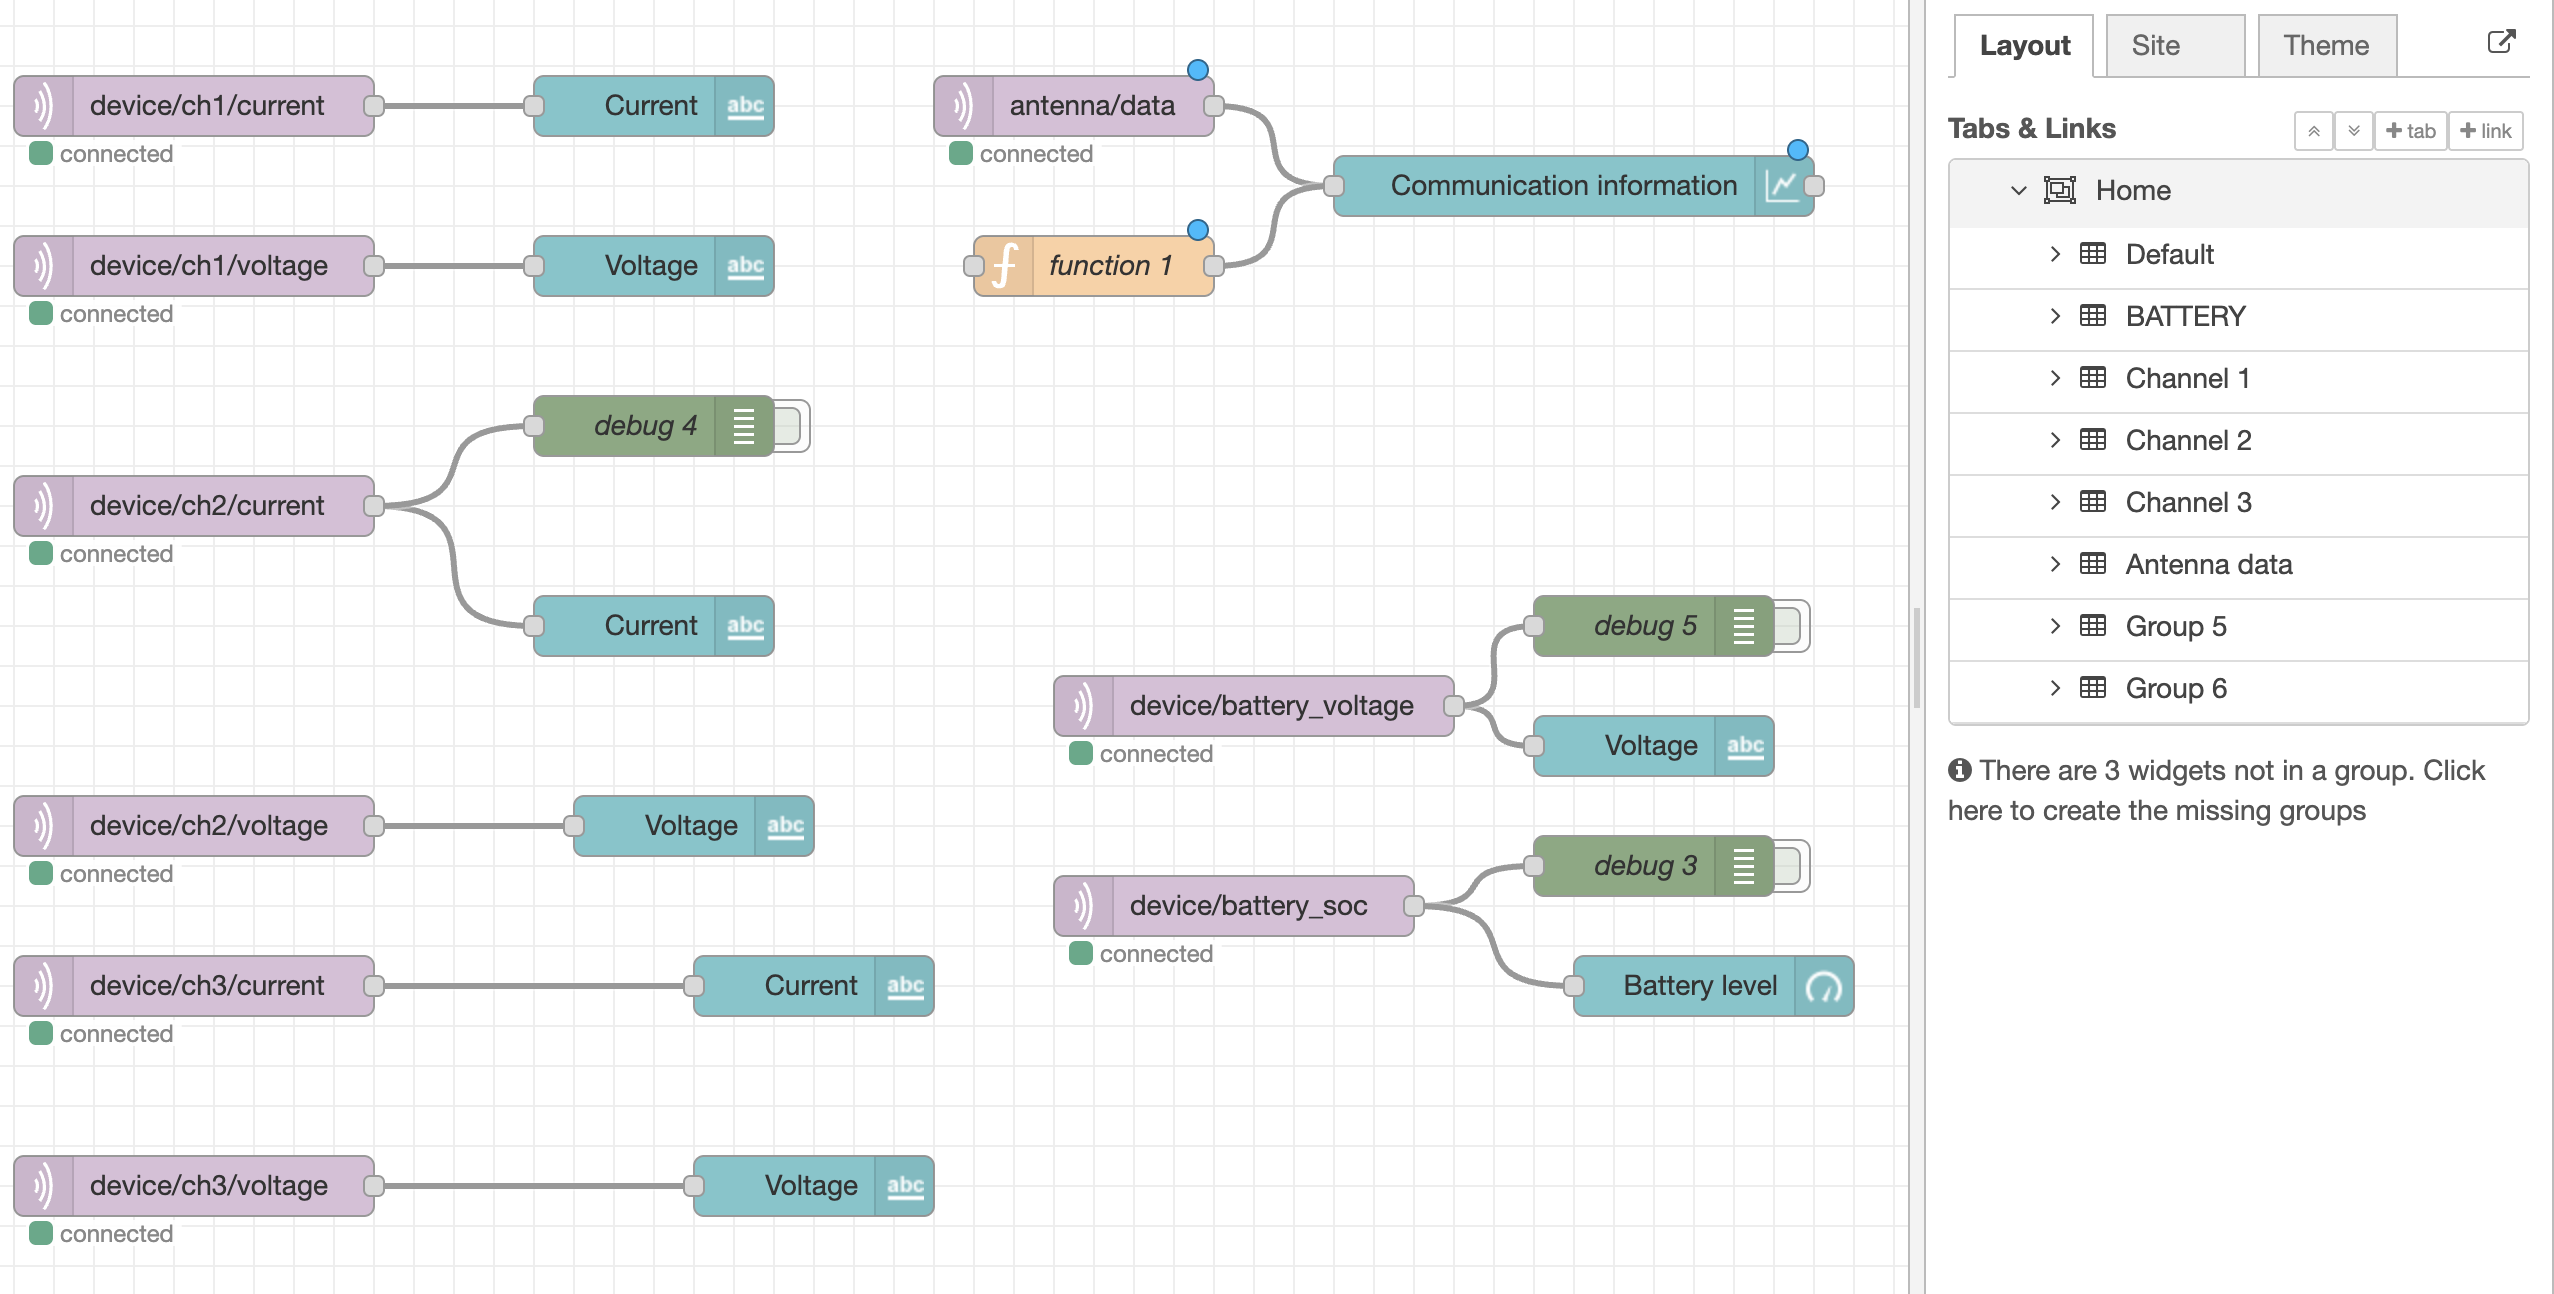 device/ch1/current
connected
Current
abc
device/ch1/voltage
connected
Voltage
abc
debug 4
device/ch2/current
connected
Current
abc
device/ch2/voltage
connected
Voltage
abc
device/ch3/current
connected
Current
abc
device/ch3/voltage
connected
Voltage
abc
antenna/data
connected
function 1
Communication information
debug 5
device/battery_voltage
connected
Voltage
abc
debug 3
device/battery_soc
connected
Battery level
Layout
Site
Theme
Tabs & Links
+ tab
+ link
Home
Default
BATTERY
Channel 1
Channel 2
Channel 3
Antenna data
Group 5
Group 6
There are 3 widgets not in a group. Click
here to create the missing groups